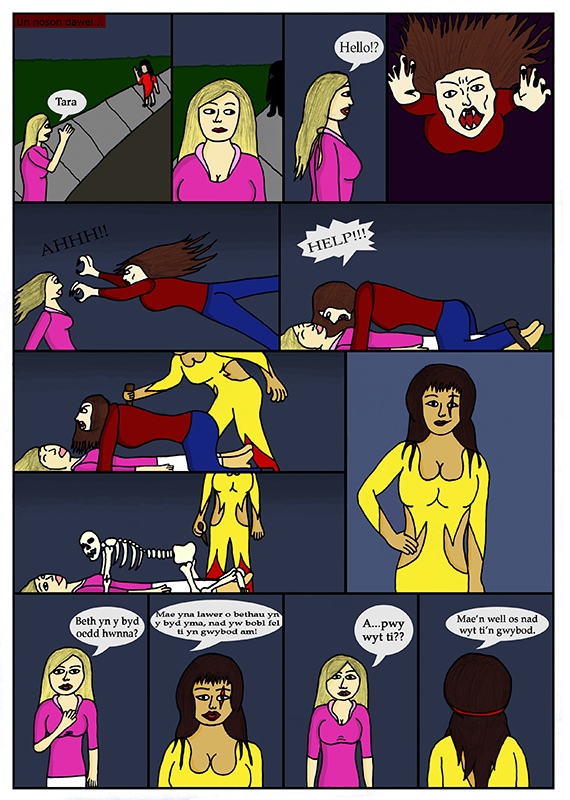 Un noson dawel...
Tara
Hello!?
AHHH!!
HELP!!!
Beth yn y byd
oedd hwnna?
Mae yna lawer o bethau yn
y byd yma, nad yw bobl fel
ti yn gwybod am!
A...pwy
wyt ti??
Mae'n well os nad
wyt ti'n gwybod.